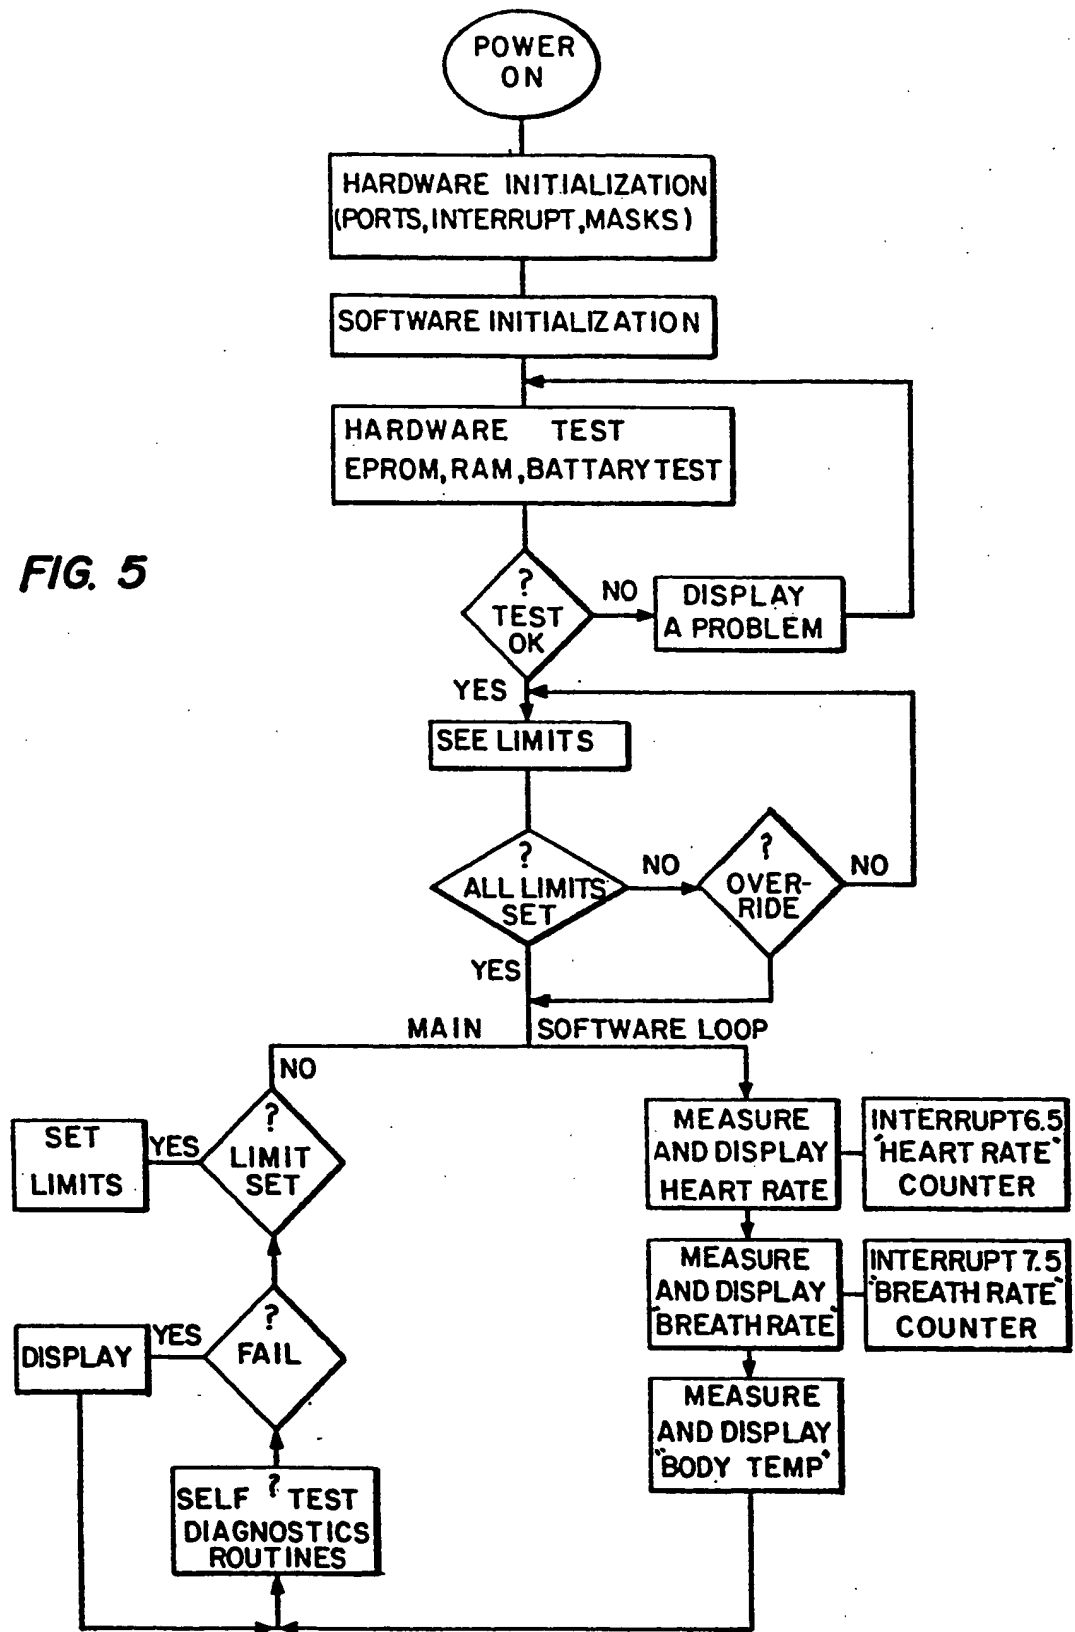 POWER
ON
HARDWARE INITIALIZATION
(PORTS, INTERRUPT, MASKS)
SOFTWARE INITIALIZATION
HARDWARE TEST
EPROM, RAM, BATTARY TEST
FIG. 5
?
TEST
OK
NO
DISPLAY
A PROBLEM
YES
SEE LIMITS
?
ALL LIMITS
SET
NO
?
OVER-
RIDE
NO
YES
MAIN SOFTWARE LOOP
NO
?
LIMIT
SET
YES
SET
LIMITS
MEASURE
AND DISPLAY
HEART RATE
INTERRUPT 6.5
"HEART RATE"
COUNTER
MEASURE
AND DISPLAY
"BREATH RATE"
INTERRUPT 7.5
"BREATH RATE"
COUNTER
?
FAIL
YES
DISPLAY
MEASURE
AND DISPLAY
"BODY TEMP"
SELF ? TEST
DIAGNOSTICS
ROUTINES